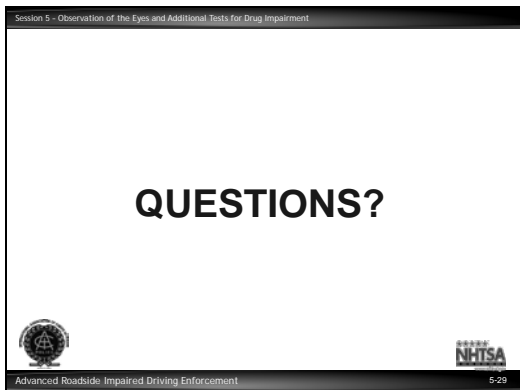 Session 5 - Observation of the Eyes and Additional Tests for Drug Impairment
QUESTIONS?
NHTSA
Advanced Roadside Impaired Driving Enforcement
5-29